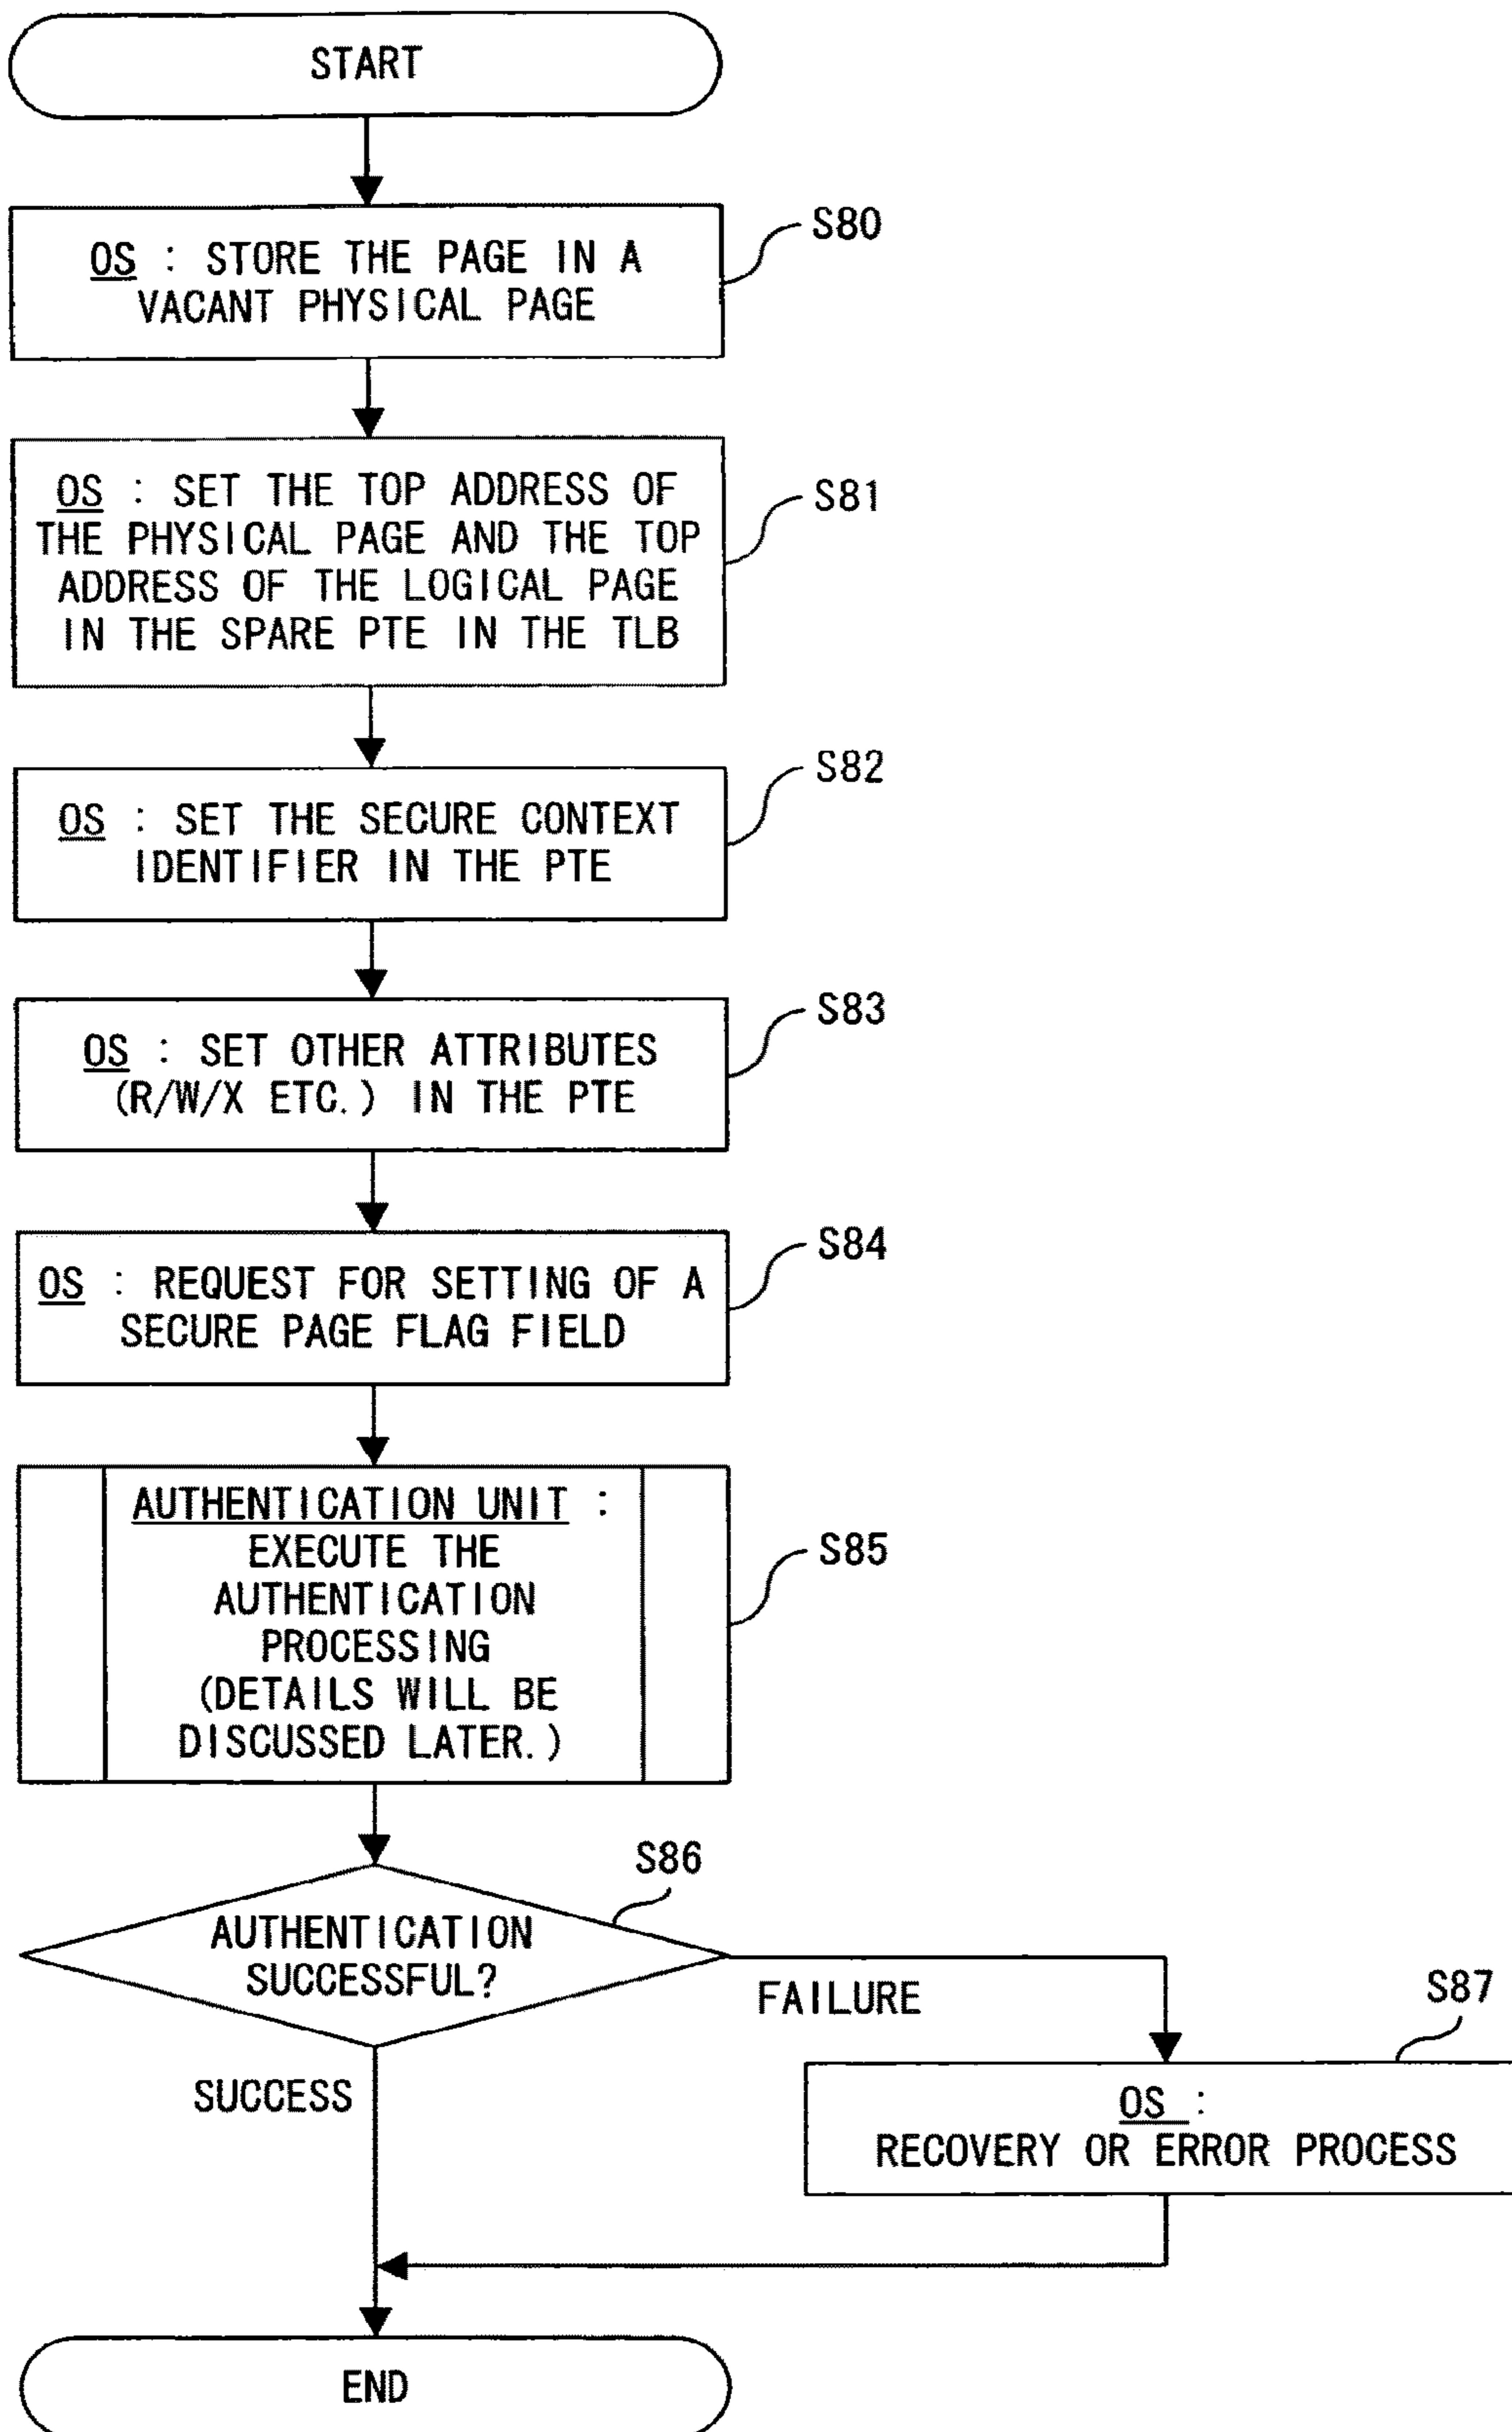 START
S80
OS : STORE THE PAGE IN A
VACANT PHYSICAL PAGE
S81
OS : SET THE TOP ADDRESS OF
THE PHYSICAL PAGE AND THE TOP
ADDRESS OF THE LOGICAL PAGE
IN THE SPARE PTE IN THE TLB
S82
OS : SET THE SECURE CONTEXT
IDENTIFIER IN THE PTE
S83
OS : SET OTHER ATTRIBUTES
(R/W/X ETC.) IN THE PTE
S84
OS : REQUEST FOR SETTING OF A
SECURE PAGE FLAG FIELD
S85
AUTHENTICATION UNIT :
EXECUTE THE
AUTHENTICATION
PROCESSING
(DETAILS WILL BE
DISCUSSED LATER.)
S86
AUTHENTICATION
SUCCESSFUL?
FAILURE
S87
SUCCESS
OS :
RECOVERY OR ERROR PROCESS
END